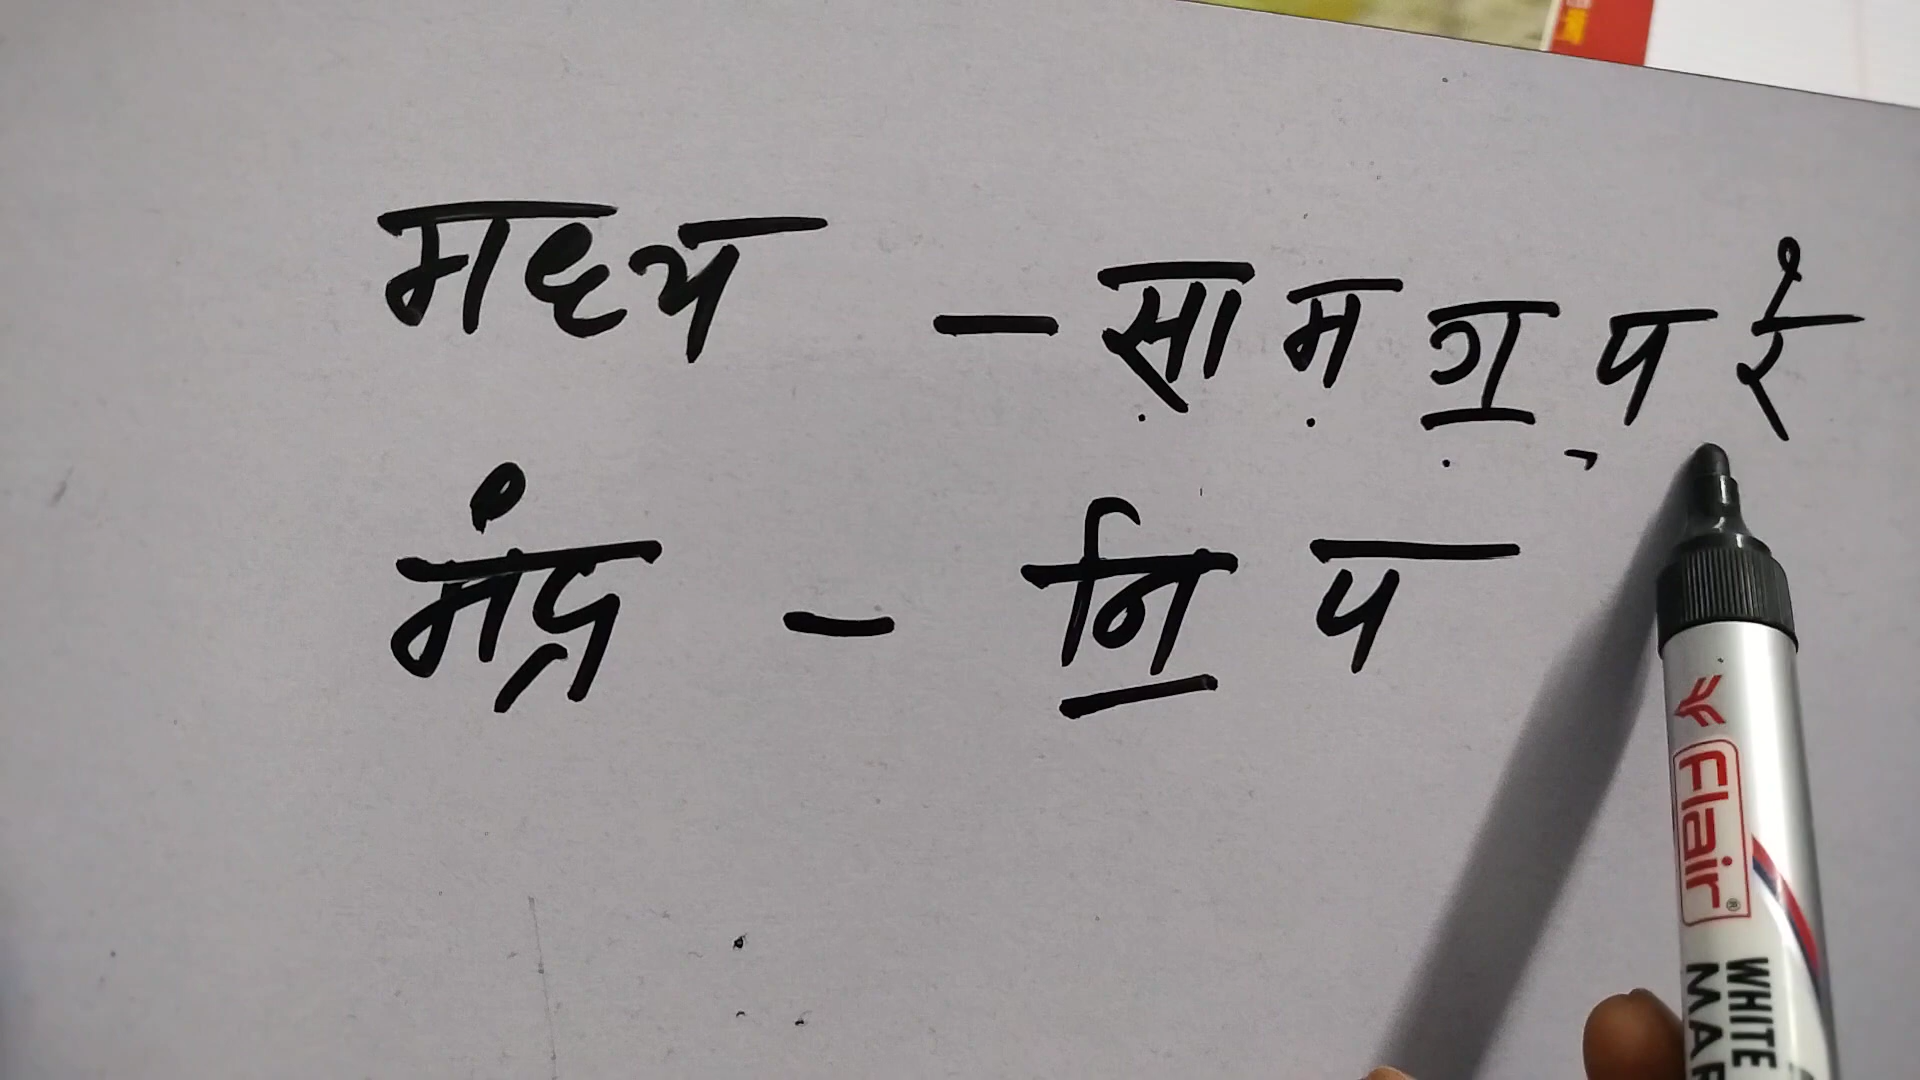 मध्य - सा म ग॒ प रे
मंद्र - नि॒ प
Flair®
WHITE
MAR